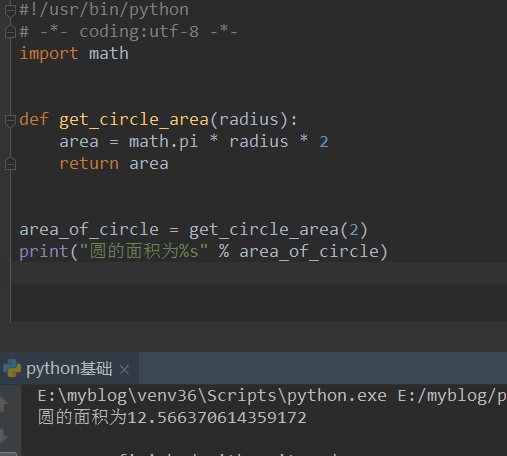 #!/usr/bin/python
# -*- coding:utf-8 -*-
import math
def get_circle_area(radius):
    area = math.pi * radius * 2
    return area
area_of_circle = get_circle_area(2)
print("圆的面积为%s" % area_of_circle)
python基础 ×
E:\myblog\venv36\Scripts\python.exe E:/myblog/p
圆的面积为12.566370614359172